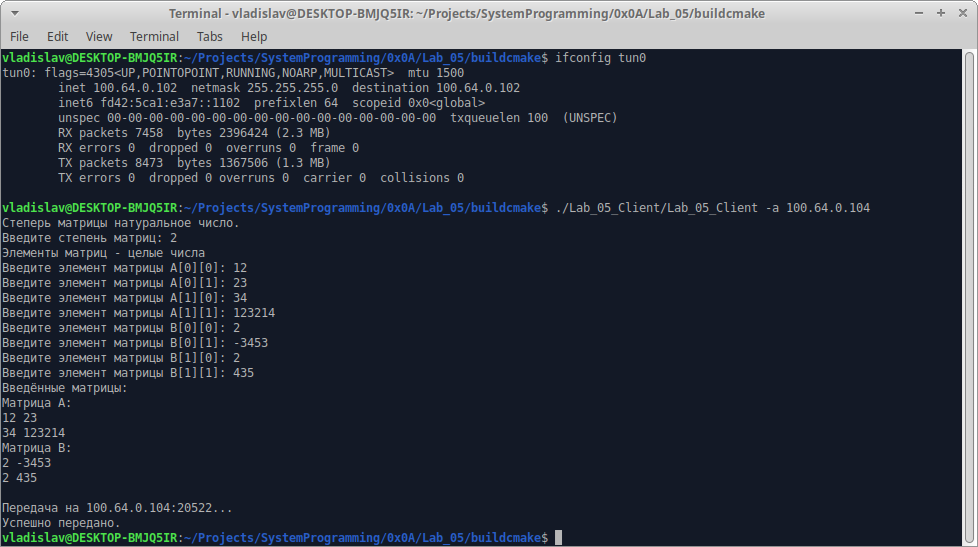 Terminal - vladislav@DESKTOP-BMJQ5IR: ~/Projects/SystemProgramming/0x0A/Lab_05/buildcmake
File Edit View Terminal Tabs Help
vladislav@DESKTOP-BMJQ5IR:~/Projects/SystemProgramming/0x0A/Lab_05/buildcmake$ ifconfig tun0
tun0: flags=4305<UP,POINTOPOINT,RUNNING,NOARP,MULTICAST>  mtu 1500
        inet 100.64.0.102  netmask 255.255.255.0  destination 100.64.0.102
        inet6 fd42:5ca1:e3a7::1102  prefixlen 64  scopeid 0x0<global>
        unspec 00-00-00-00-00-00-00-00-00-00-00-00-00-00-00-00  txqueuelen 100  (UNSPEC)
        RX packets 7458  bytes 2396424 (2.3 MB)
        RX errors 0  dropped 0  overruns 0  frame 0
        TX packets 8473  bytes 1367506 (1.3 MB)
        TX errors 0  dropped 0 overruns 0  carrier 0  collisions 0
vladislav@DESKTOP-BMJQ5IR:~/Projects/SystemProgramming/0x0A/Lab_05/buildcmake$ ./Lab_05_Client/Lab_05_Client -a 100.64.0.104
Степерь матрицы натуральное число.
Введите степень матриц: 2
Элементы матриц - целые числа
Введите элемент матрицы A[0][0]: 12
Введите элемент матрицы A[0][1]: 23
Введите элемент матрицы A[1][0]: 34
Введите элемент матрицы A[1][1]: 123214
Введите элемент матрицы B[0][0]: 2
Введите элемент матрицы B[0][1]: -3453
Введите элемент матрицы B[1][0]: 2
Введите элемент матрицы B[1][1]: 435
Введённые матрицы:
Матрица A:
12 23
34 123214
Матрица B:
2 -3453
2 435
Передача на 100.64.0.104:20522...
Успешно передано.
vladislav@DESKTOP-BMJQ5IR:~/Projects/SystemProgramming/0x0A/Lab_05/buildcmake$